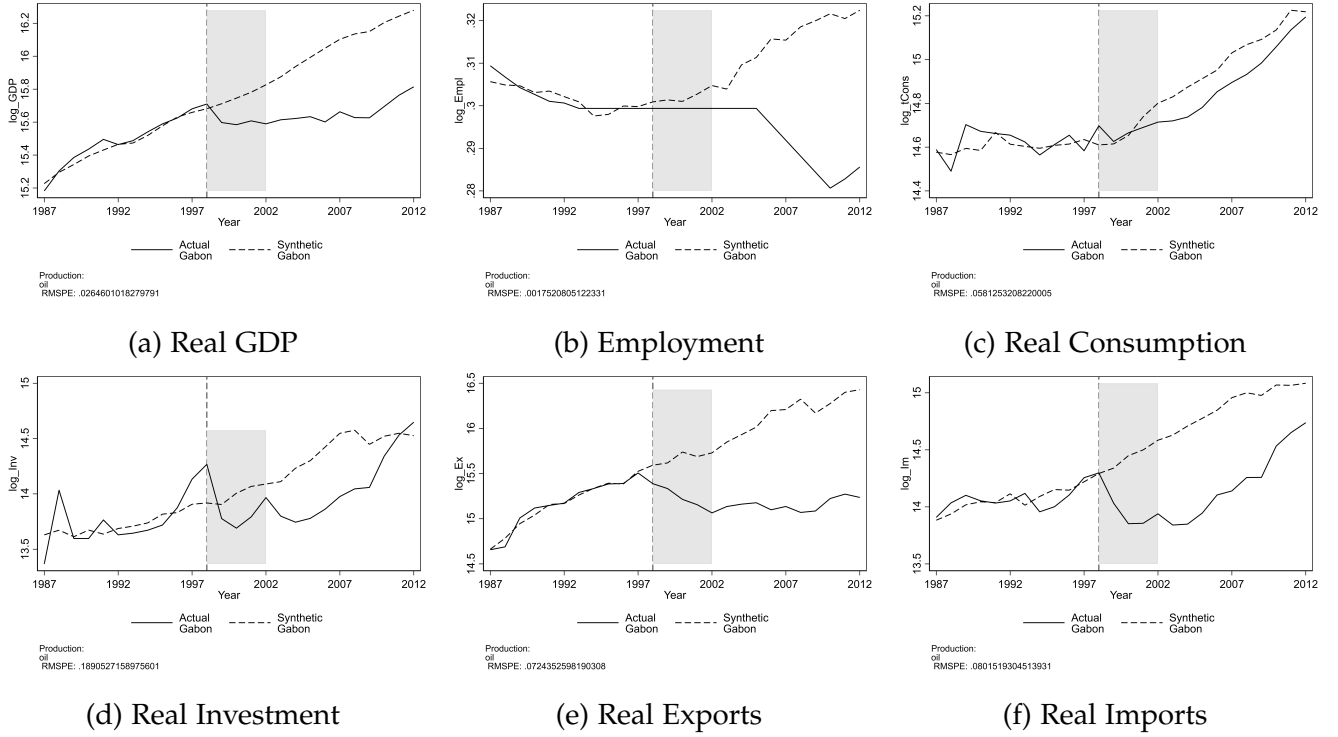 16.2
16
15.8
15.6
15.4
15.2
log_GDP
1987 1992 1997 2002 2007 2012
Year
Actual Gabon
Synthetic Gabon
Production:
oil
RMSPE: .0264601018279791
(a) Real GDP
.32
.31
.3
.29
.28
log_Empl
1987 1992 1997 2002 2007 2012
Year
Actual Gabon
Synthetic Gabon
Production:
oil
RMSPE: .0017520805122331
(b) Employment
15.2
15
14.8
14.6
14.4
log_tCons
1987 1992 1997 2002 2007 2012
Year
Actual Gabon
Synthetic Gabon
Production:
oil
RMSPE: .0581253208220005
(c) Real Consumption
15
14.5
14
13.5
log_Inv
1987 1992 1997 2002 2007 2012
Year
Actual Gabon
Synthetic Gabon
Production:
oil
RMSPE: .1890527158975601
(d) Real Investment
16.5
16
15.5
15
14.5
log_Ex
1987 1992 1997 2002 2007 2012
Year
Actual Gabon
Synthetic Gabon
Production:
oil
RMSPE: .0724352598190308
(e) Real Exports
15
14.5
14
13.5
log_Im
1987 1992 1997 2002 2007 2012
Year
Actual Gabon
Synthetic Gabon
Production:
oil
RMSPE: .0801519304513931
(f) Real Imports